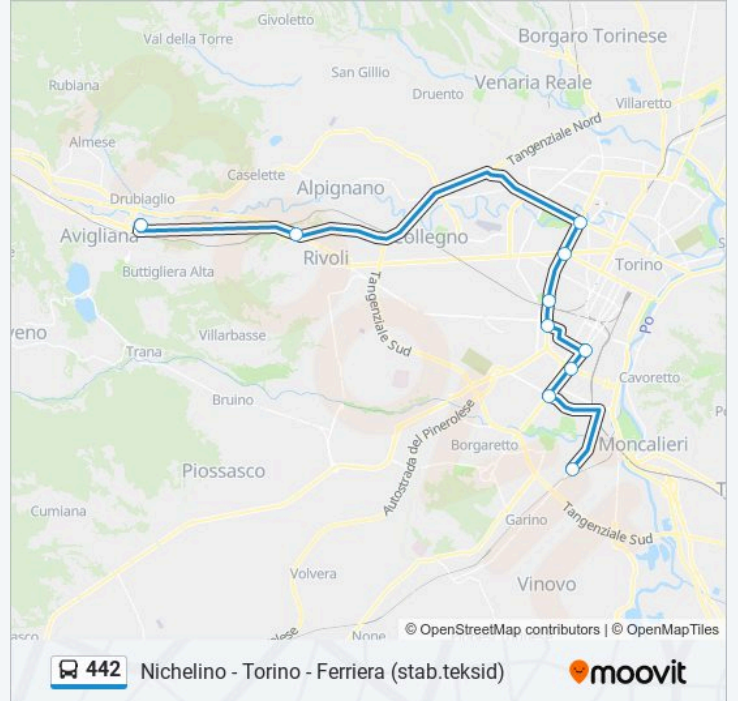 Givoletto
Val della Torre
Borgaro Torinese
San Gillio
Venaria Reale
Rubiana
Druento
Villaretto
Tangenziale Nord
Almese
Caselette
Alpignano
Drubiaglio
Avigliana
Collegno
Rivoli
Torino
Buttigliera Alta
Tangenziale Sud
Po
Villarbasse
Trana
Cavoretto
Bruino
Autostrada del Pinerolese
Borgaretto
Moncalieri
Piossasco
Cumiana
Garino
Tangenziale Sud
Volvera
Vinovo
None
© OpenStreetMap contributors | © OpenMapTiles
442 Nichelino - Torino - Ferriera (stab.teksid) moovit